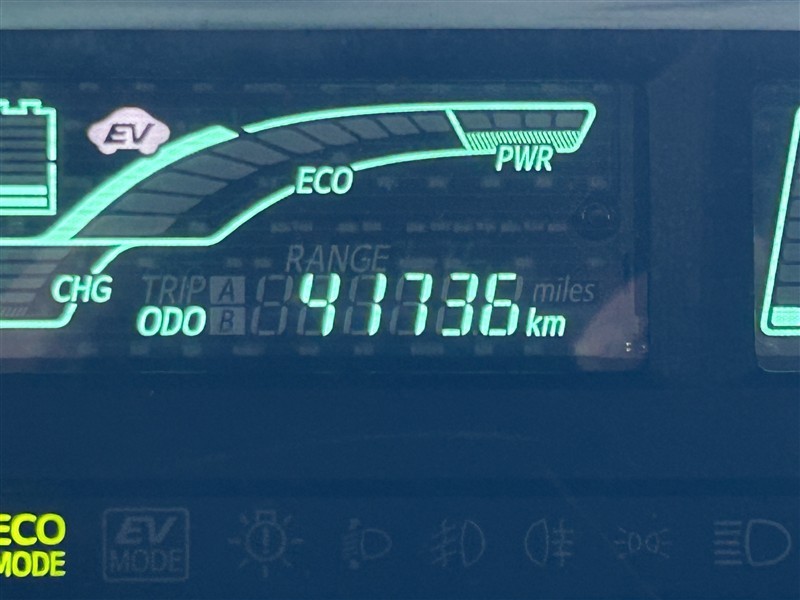 EV
ECO
PWR
RANGE
CHG
TRIP A
miles
ODO B
41736 km
ECO
MODE
EV
MODE